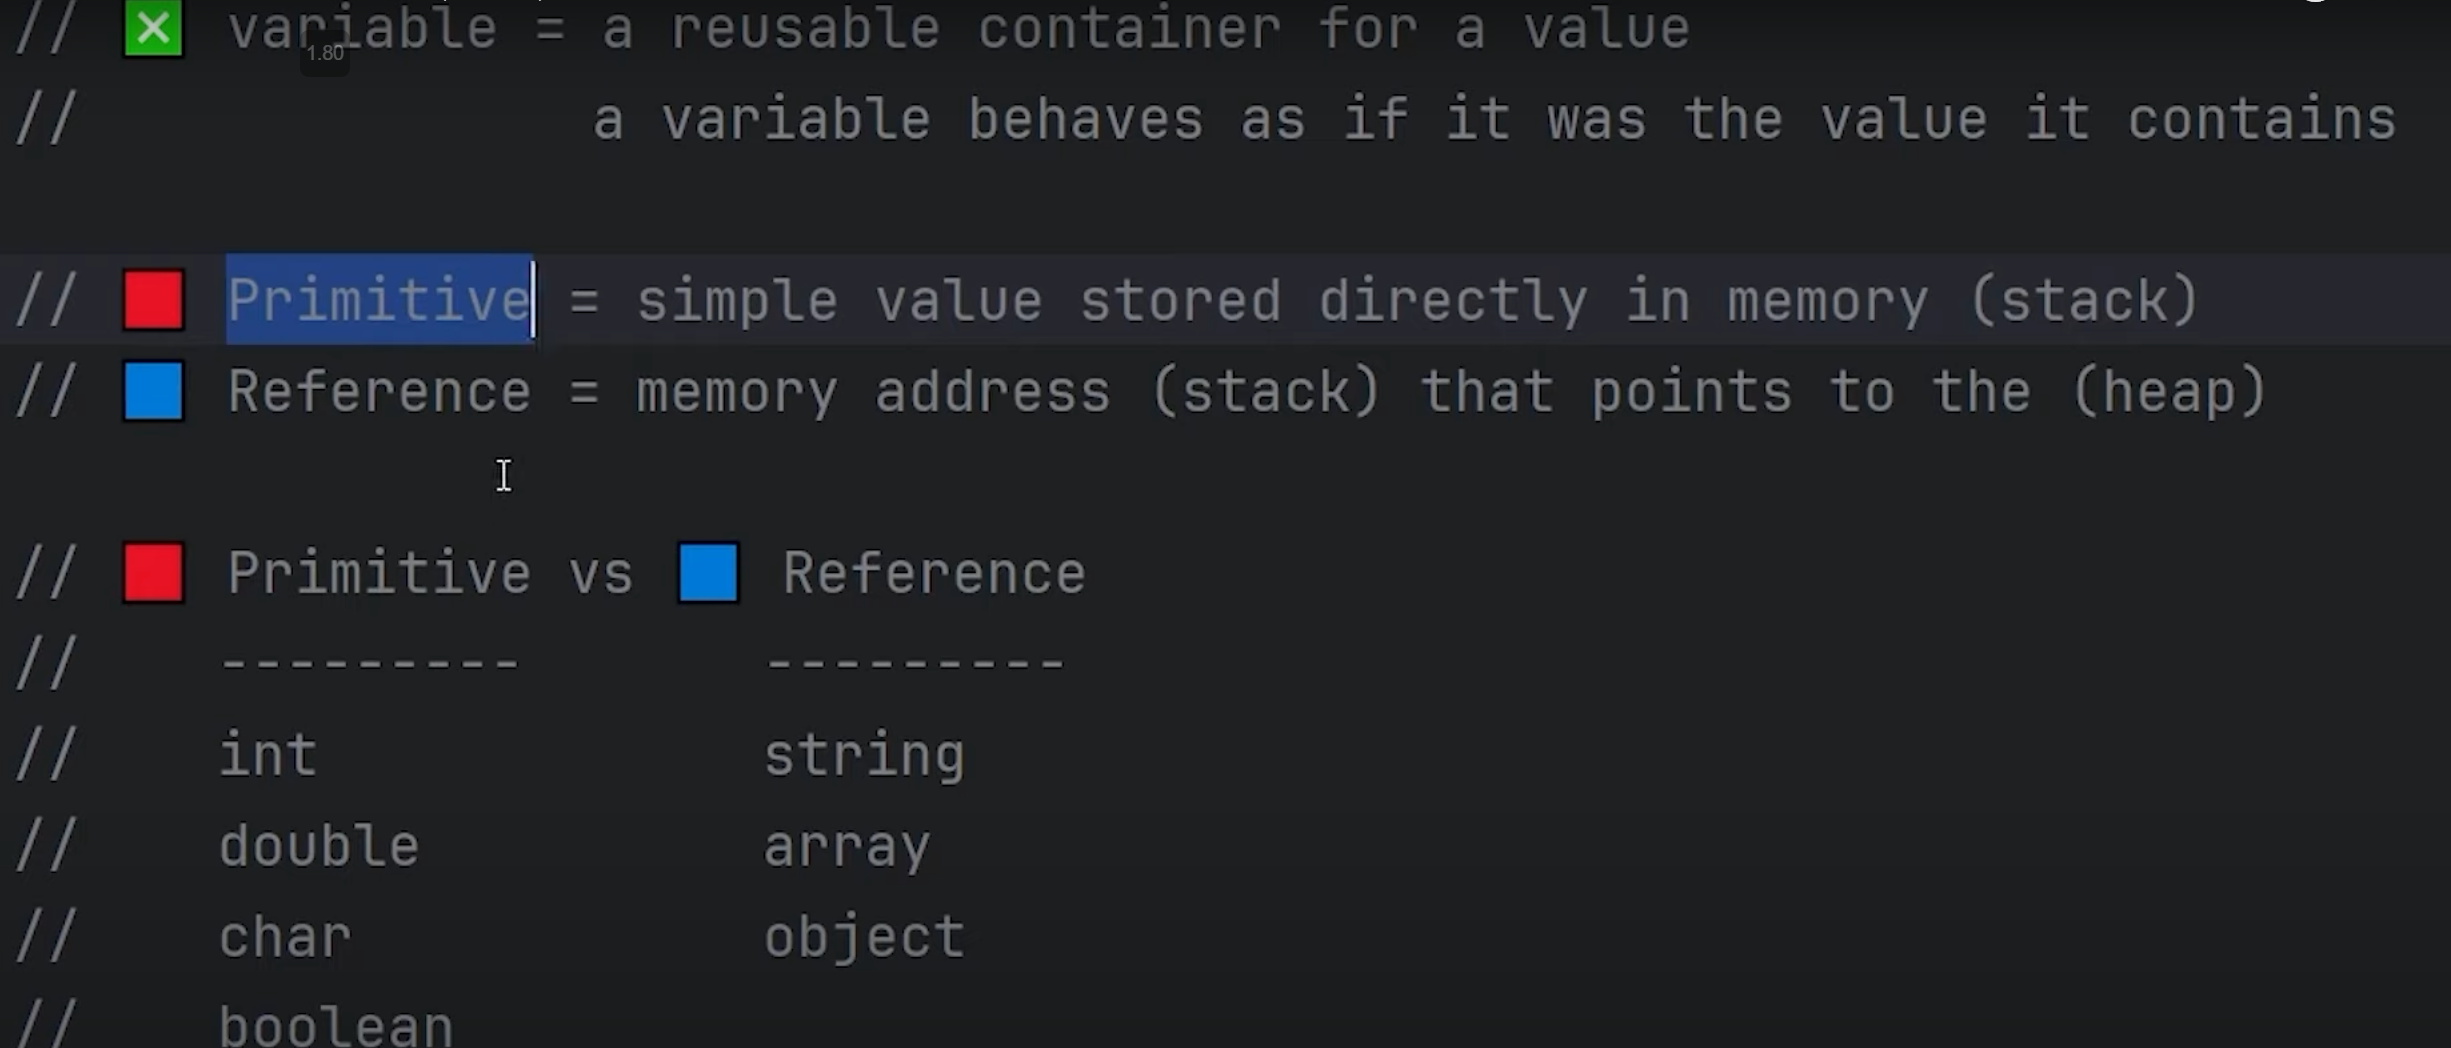 // ❎ variable = a reusable container for a value
1.80
// a variable behaves as if it was the value it contains
// 🟥 Primitive = simple value stored directly in memory (stack)
// 🟦 Reference = memory address (stack) that points to the (heap)
// 🟥 Primitive vs 🟦 Reference
// --------- ---------
// int string
// double array
// char object
// boolean